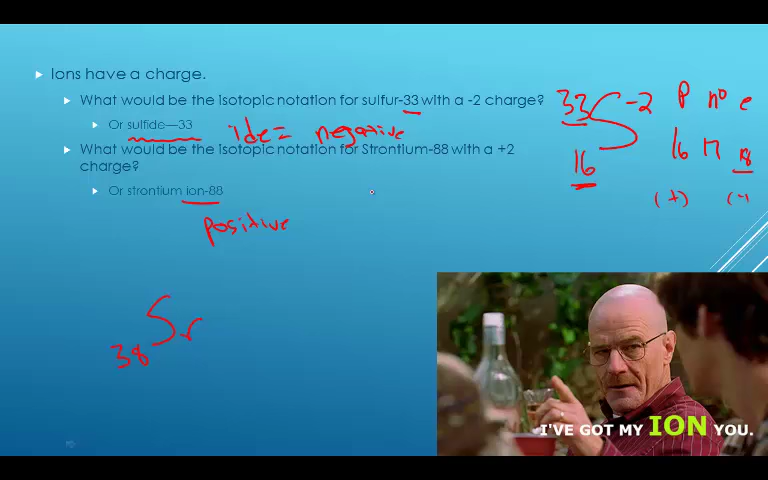 Ions have a charge.
What would be the isotopic notation for sulfur-33 with a -2 charge?
Or sulfide—33
ide = negative
What would be the isotopic notation for Strontium-88 with a +2
charge?
Or strontium ion-88
positive
33 S -2
16
p n° e
16 17 18
(+) (-)
38 Sr
I'VE GOT MY ION YOU.